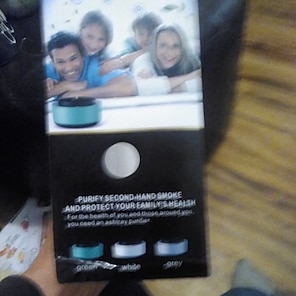 PURIFY SECOND-HAND SMOKE
AND PROTECT YOUR FAMILY'S HEALTH
For the health of you and those around you
you need an ashtray purifier
green white grey